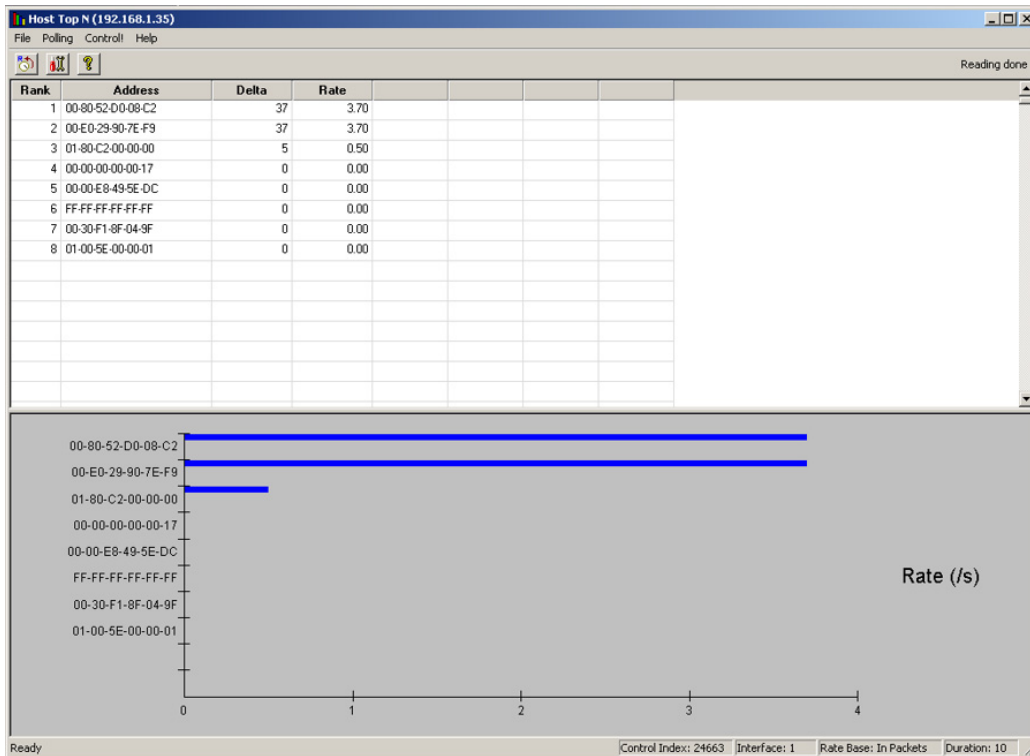 Host Top N (192.168.1.35)
File Polling Control! Help
Reading done
Rank Address Delta Rate
1 00-80-52-D0-08-C2 37 3.70
2 00-E0-29-90-7E-F9 37 3.70
3 01-80-C2-00-00-00 5 0.50
4 00-00-00-00-00-17 0 0.00
5 00-00-E8-49-5E-DC 0 0.00
6 FF-FF-FF-FF-FF-FF 0 0.00
7 00-30-F1-8F-04-9F 0 0.00
8 01-00-5E-00-00-01 0 0.00
00-80-52-D0-08-C2
00-E0-29-90-7E-F9
01-80-C2-00-00-00
00-00-00-00-00-17
00-00-E8-49-5E-DC
FF-FF-FF-FF-FF-FF
00-30-F1-8F-04-9F
01-00-5E-00-00-01
Rate (/s)
0 1 2 3 4
Ready Control Index: 24663 Interface: 1 Rate Base: In Packets Duration: 10